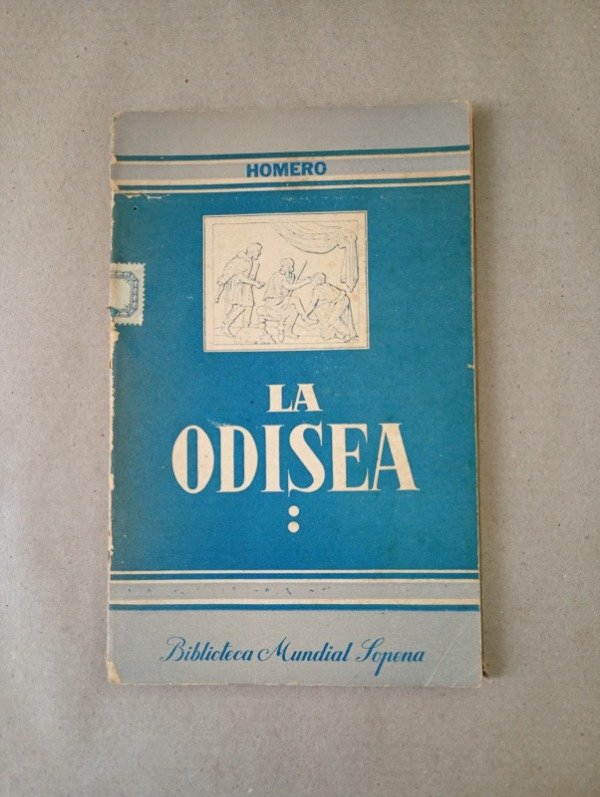 HOMERO
LA
ODISEA
Biblioteca Mundial Sopena